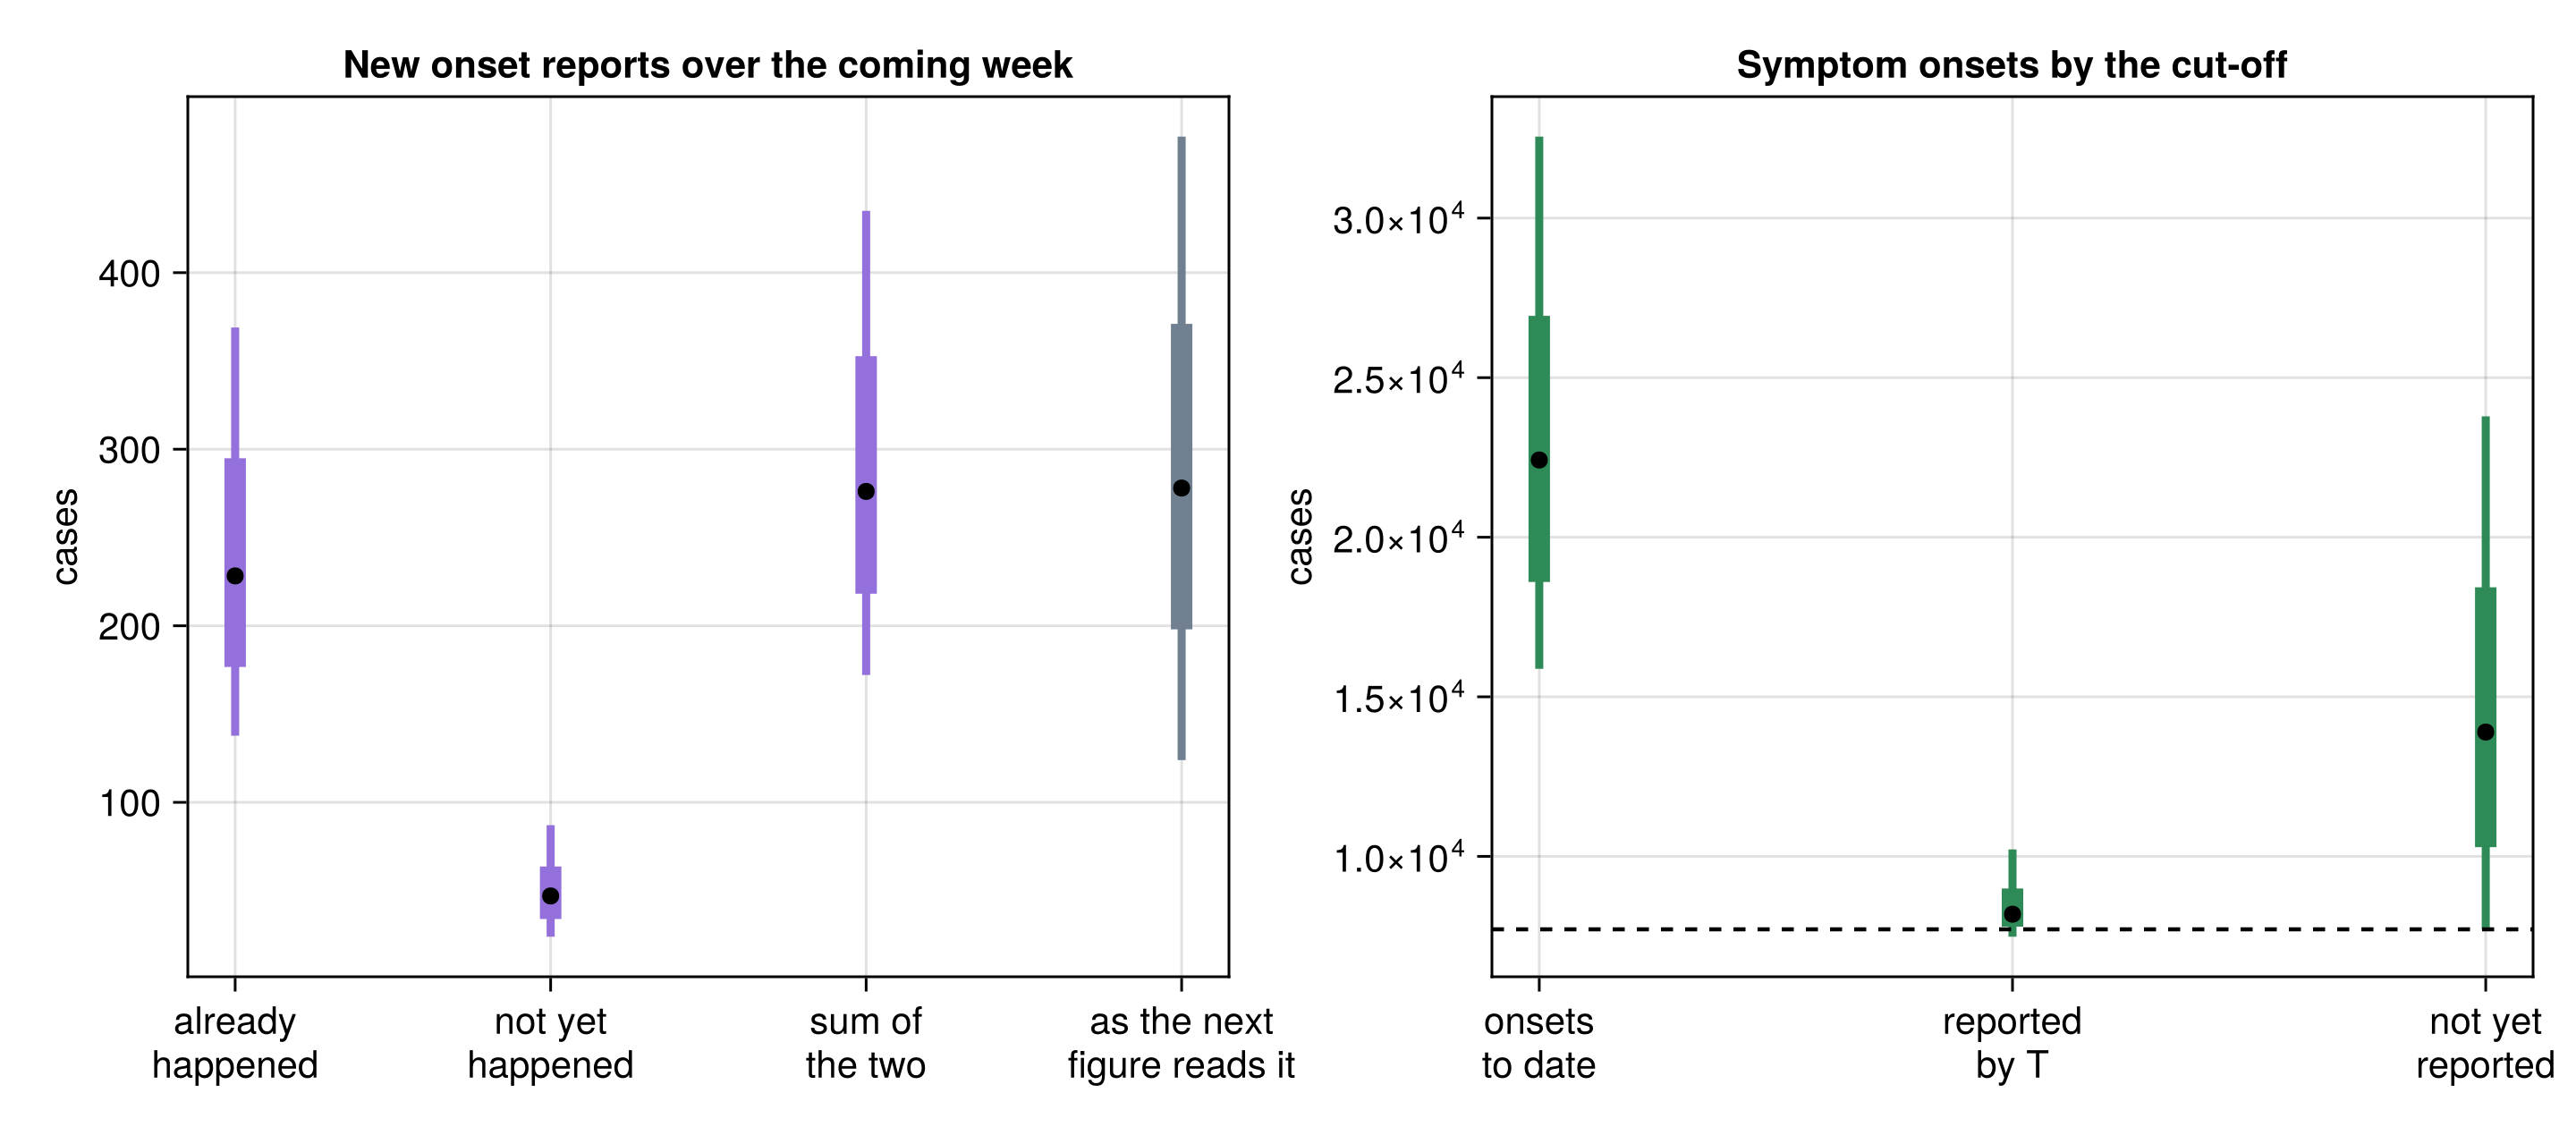 New onset reports over the coming week
cases
400
300
200
100
already
happened
not yet
happened
sum of
the two
as the next
figure reads it
Symptom onsets by the cut-off
cases
3.0×10⁴
2.5×10⁴
2.0×10⁴
1.5×10⁴
1.0×10⁴
onsets
to date
reported
by T
not yet
reported